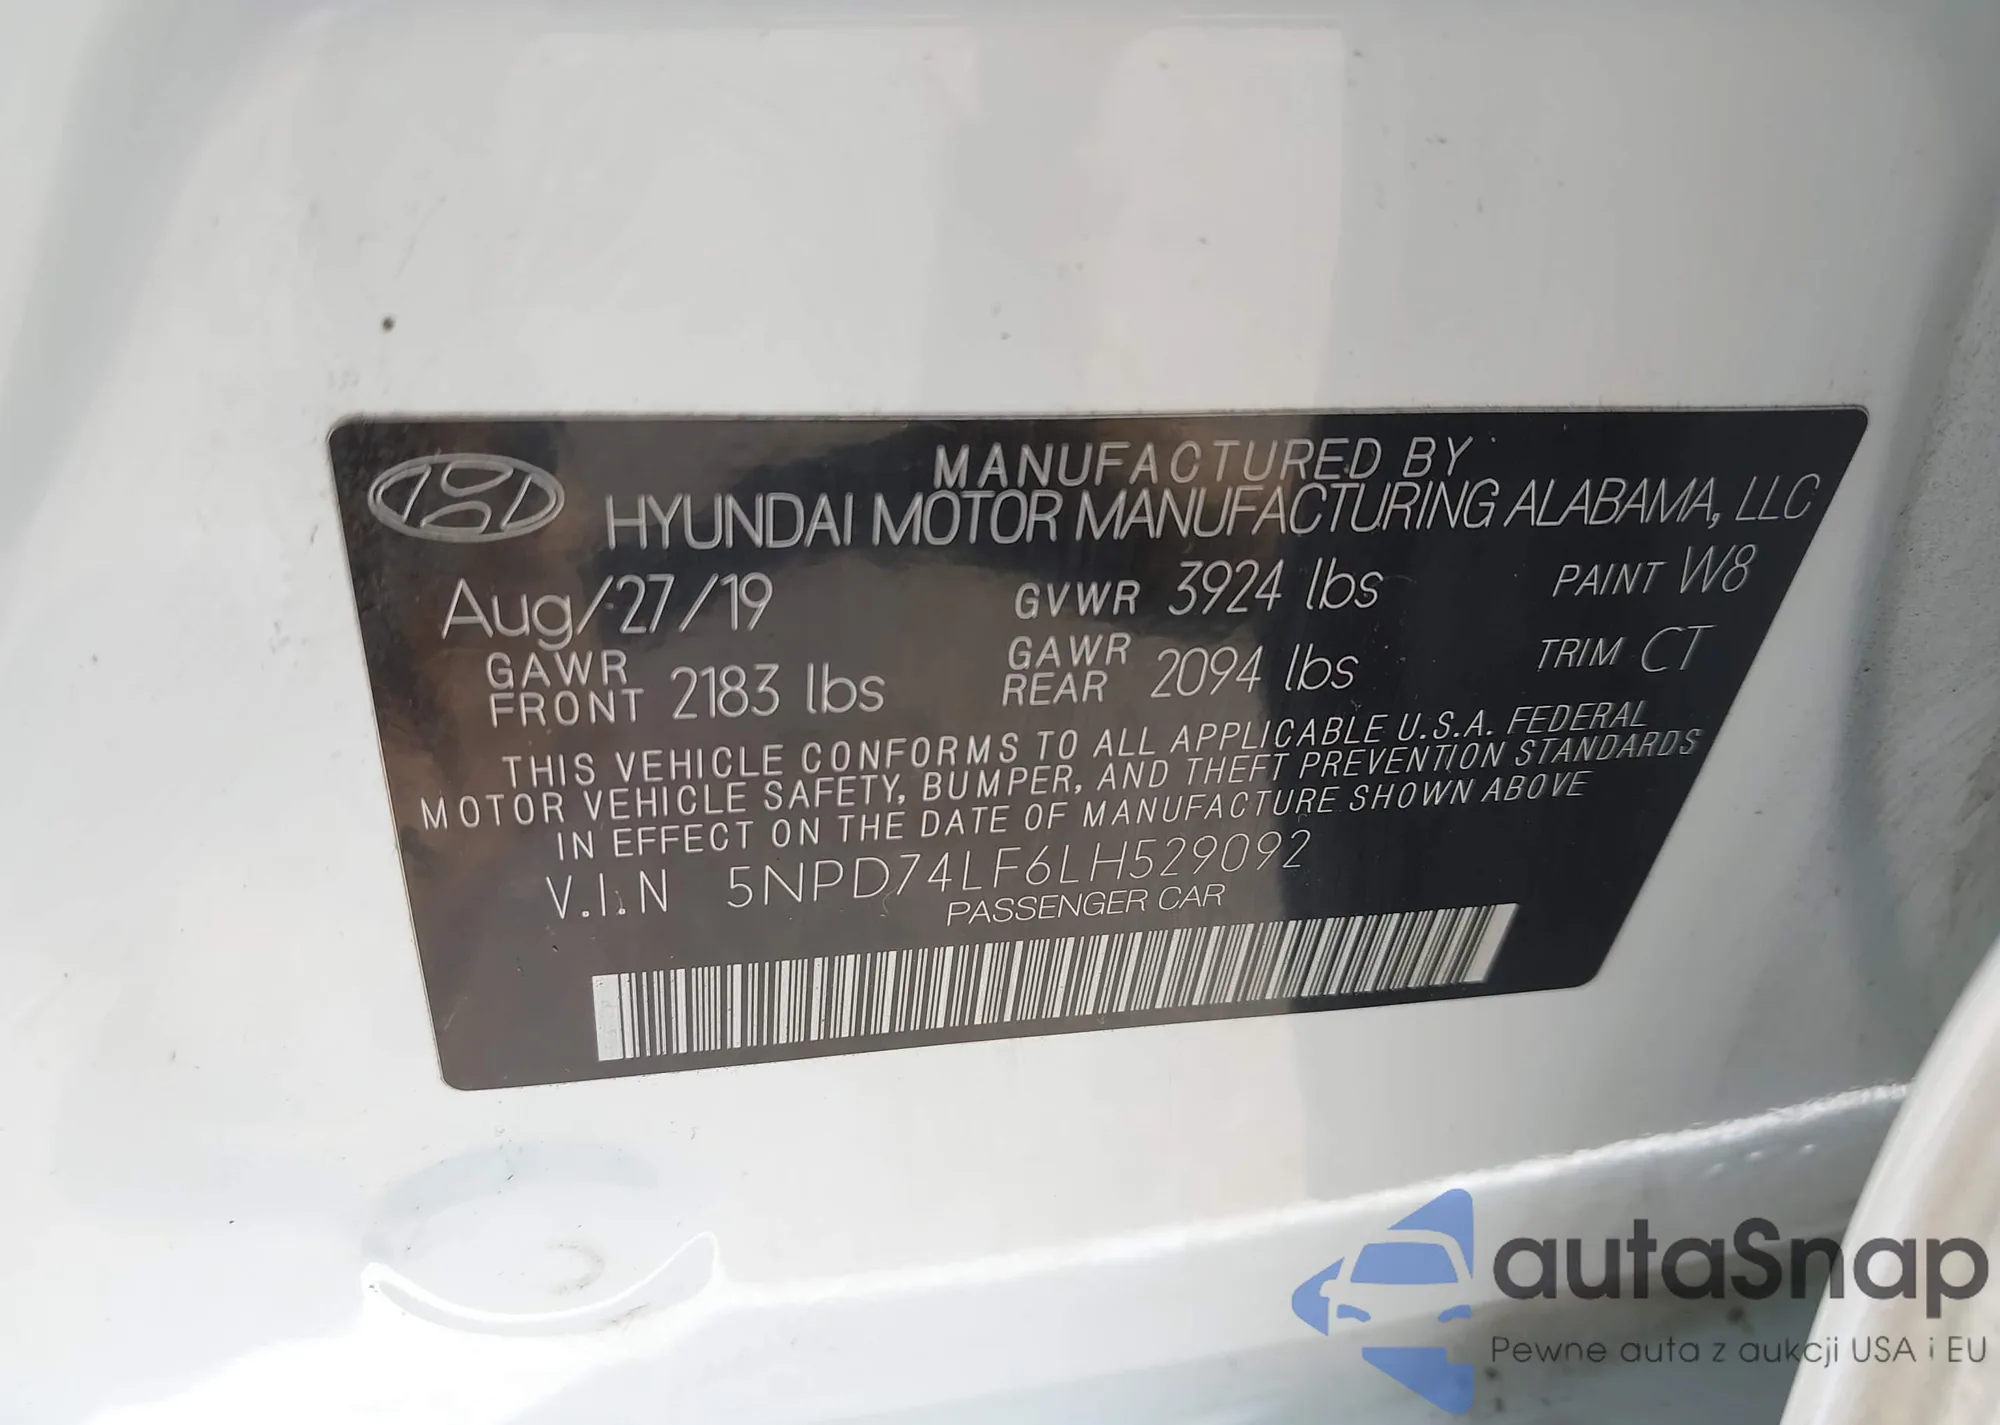 MANUFACTURED BY
HYUNDAI MOTOR MANUFACTURING ALABAMA, LLC
Aug/27/19 GVWR 3924 lbs PAINT W8
GAWR FRONT 2183 lbs GAWR REAR 2094 lbs TRIM CT
THIS VEHICLE CONFORMS TO ALL APPLICABLE U.S.A. FEDERAL
MOTOR VEHICLE SAFETY, BUMPER, AND THEFT PREVENTION STANDARDS
IN EFFECT ON THE DATE OF MANUFACTURE SHOWN ABOVE
V.I.N 5NPD74LF6LH529092
PASSENGER CAR
autaSnap
Pewne auta z aukcji USA i EU